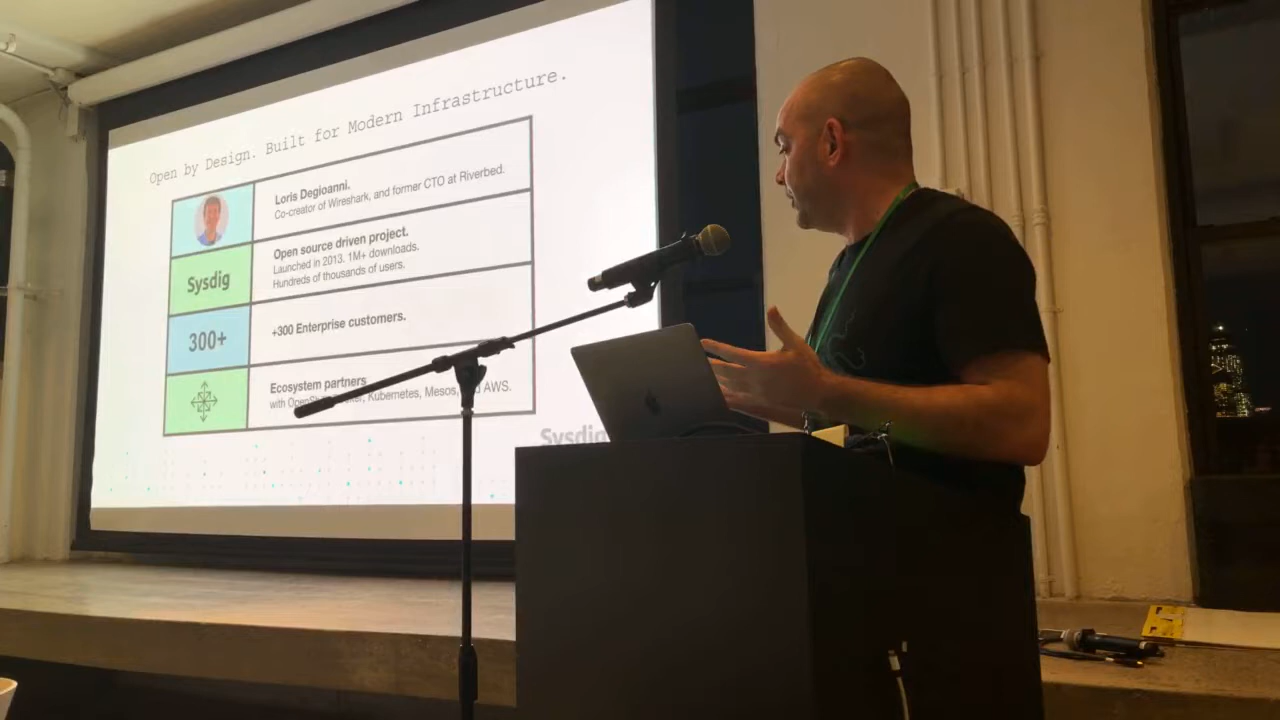 Open by Design. Built for Modern Infrastructure.
Loris Degioanni.
Co-creator of Wireshark, and former CTO at Riverbed.
Sysdig
Open source driven project.
Launched in 2013. 1M+ downloads.
Hundreds of thousands of users.
300+
+300 Enterprise customers.
Ecosystem partners
with Kubernetes, Mesos, AWS.
Sysdig